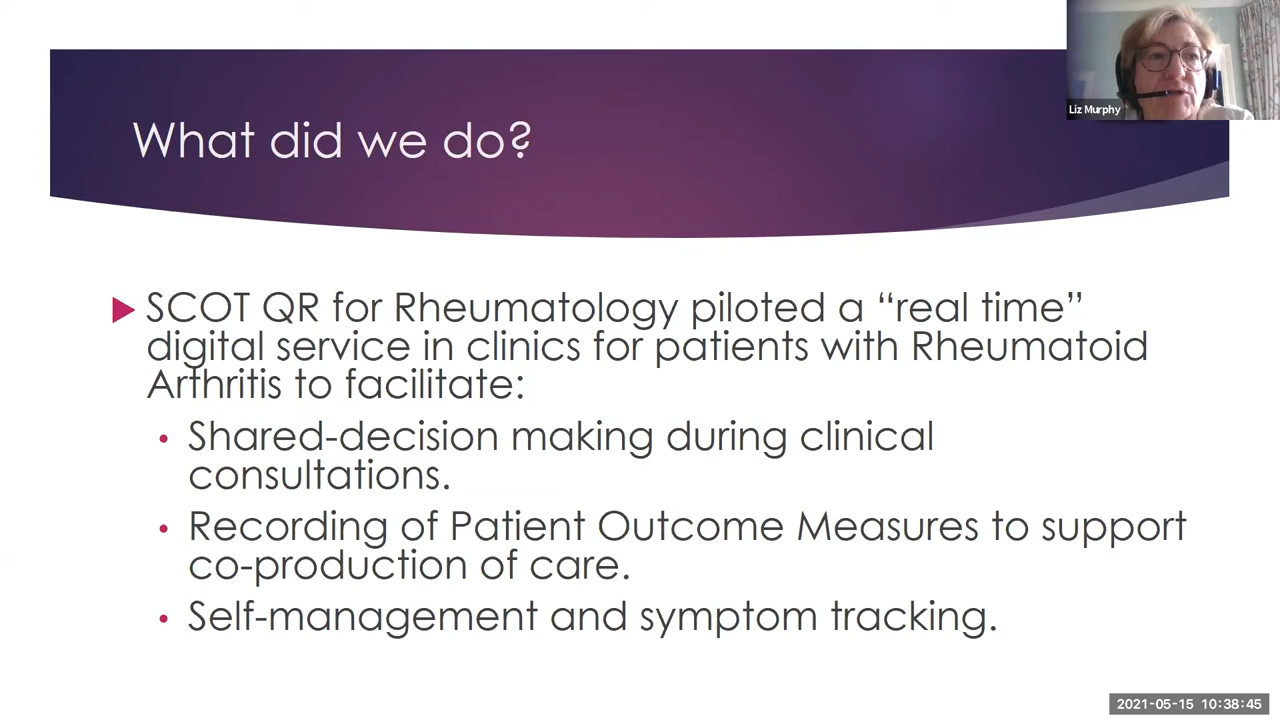 Liz Murphy
What did we do?
SCOT QR for Rheumatology piloted a “real time”
digital service in clinics for patients with Rheumatoid
Arthritis to facilitate:
• Shared-decision making during clinical
consultations.
• Recording of Patient Outcome Measures to support
co-production of care.
• Self-management and symptom tracking.
2021-05-15 10:38:45